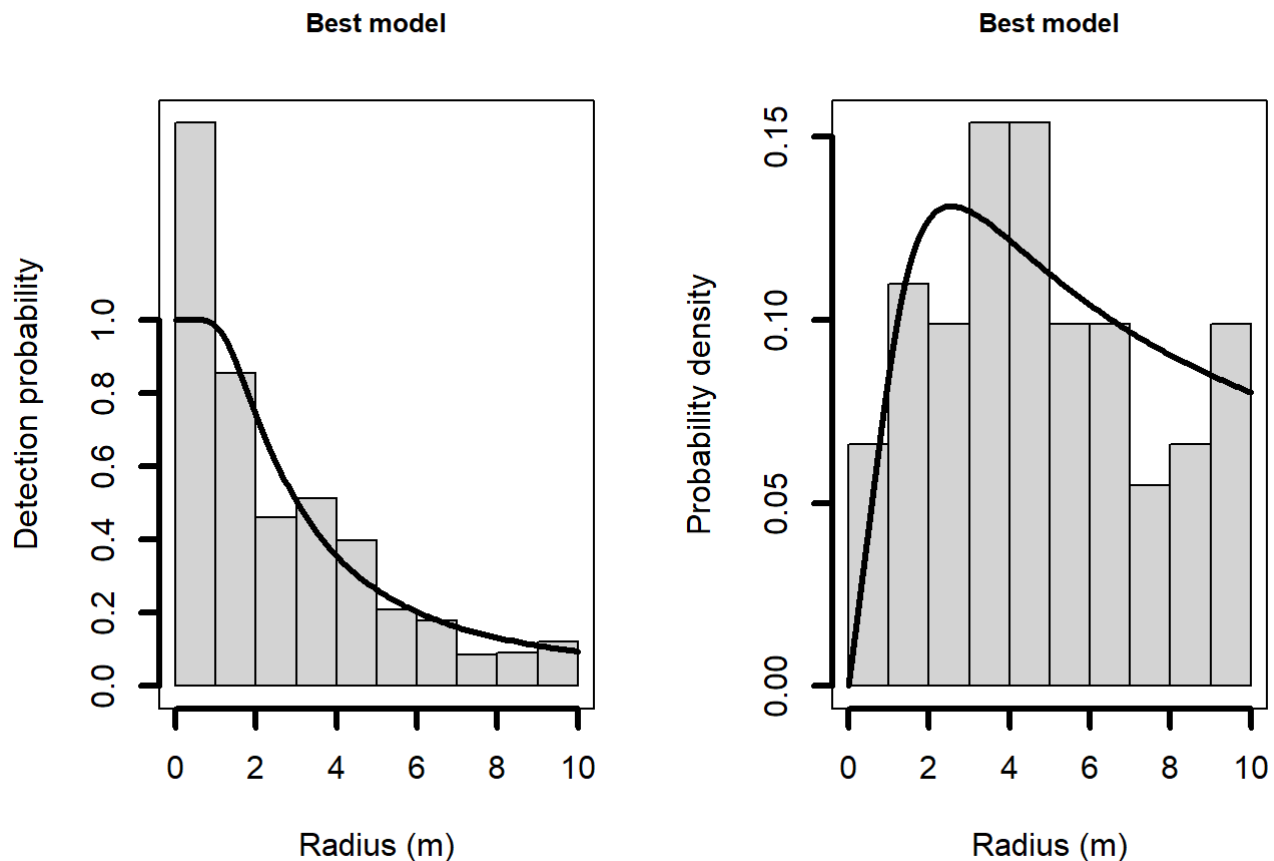 Best model
Detection probability
1.0
0.8
0.6
0.4
0.2
0.0
0 2 4 6 8 10
Radius (m)
Best model
Probability density
0.15
0.10
0.05
0.00
0 2 4 6 8 10
Radius (m)